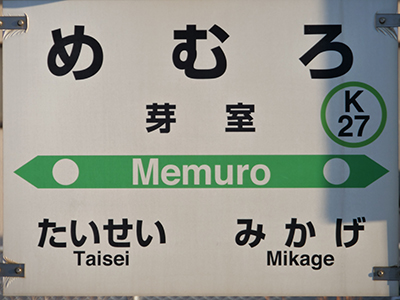 めむろ
芽室
K
27
Memuro
たいせい みかげ
Taisei Mikage